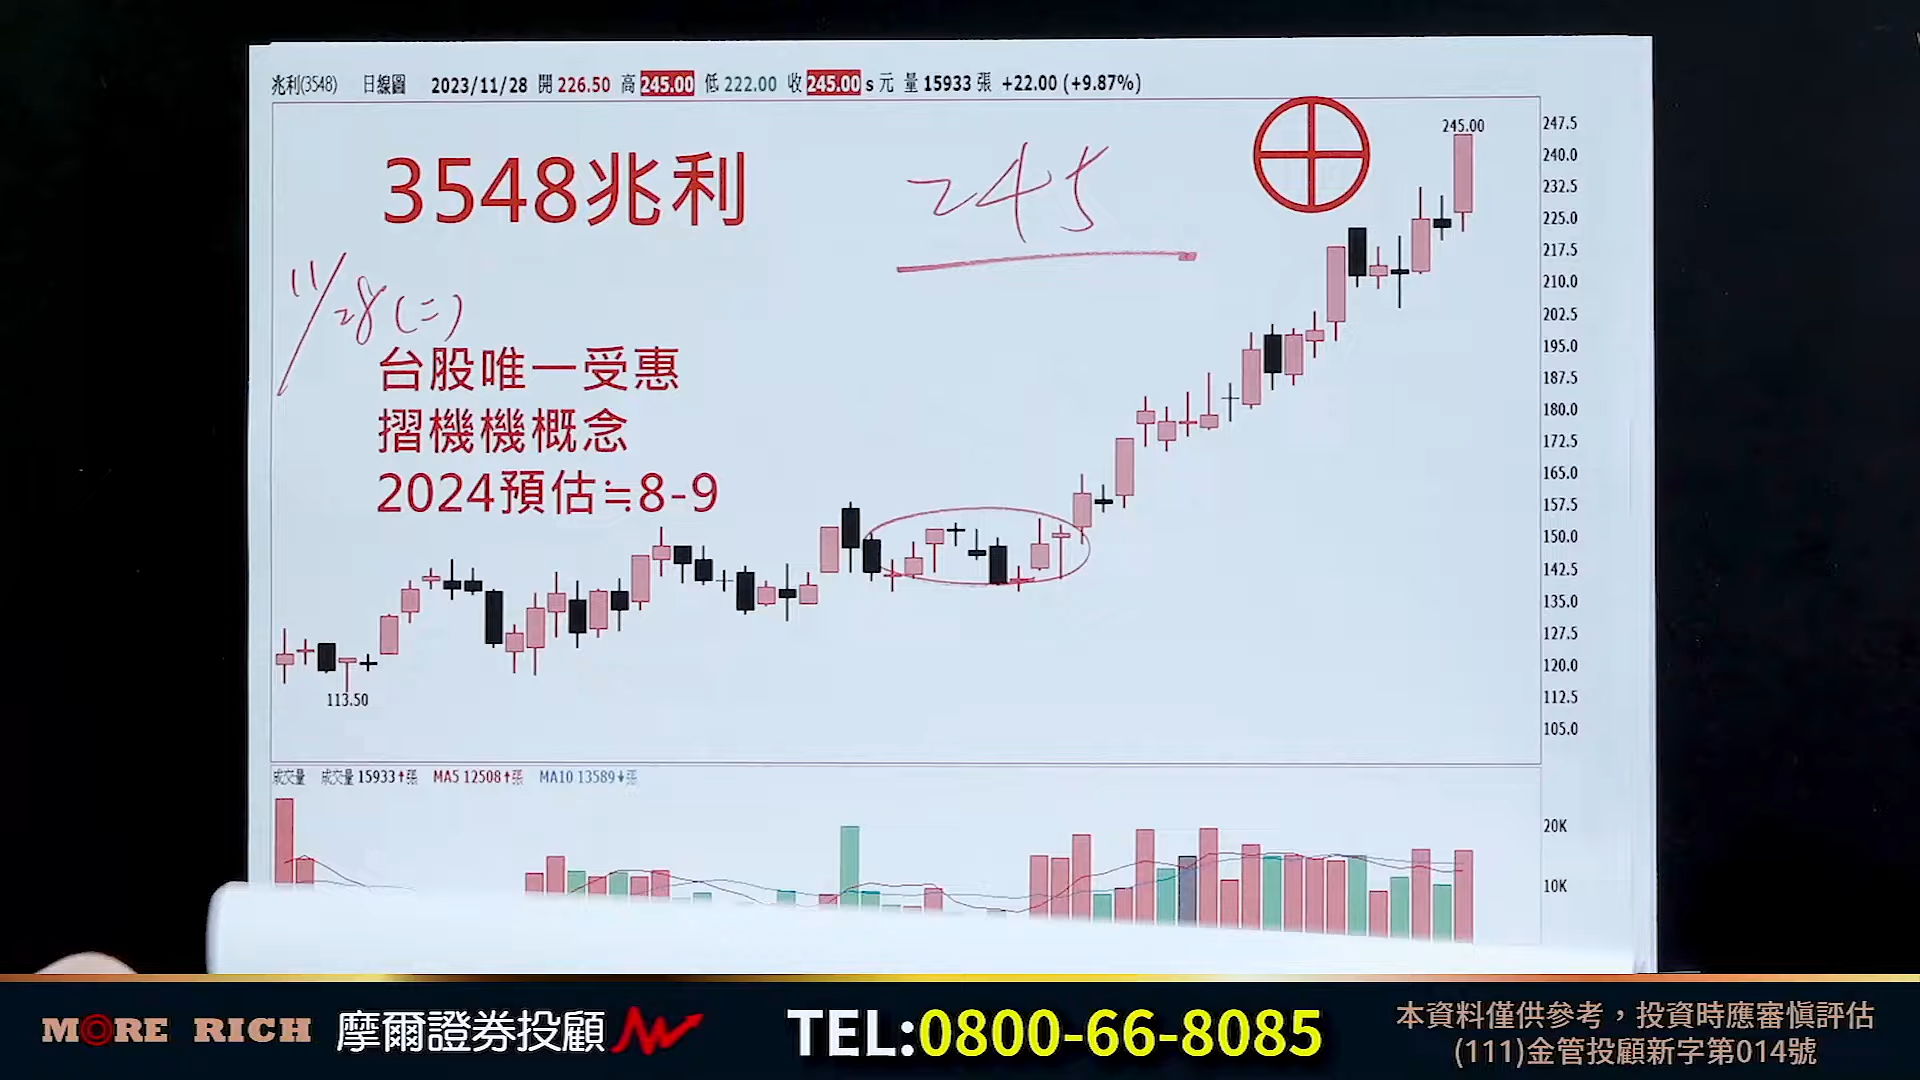 兆利(3548) 日線圖 2023/11/28 開 226.50 高 245.00 低 222.00 收 245.00 s 元 量 15933 張 +22.00 (+9.87%)
3548兆利
245
11/28(二)
台股唯一受惠
摺機機概念
2024預估≒8-9
245.00
113.50
247.5
240.0
232.5
225.0
217.5
210.0
202.5
195.0
187.5
180.0
172.5
165.0
157.5
150.0
142.5
135.0
127.5
120.0
112.5
105.0
成交量 成交量 15933↑張 MA5 12508↑張 MA10 13589↓張
20K
10K
MORE RICH 摩爾證券投顧 TEL:0800-66-8085
本資料僅供參考，投資時應審慎評估
(111)金管投顧新字第014號